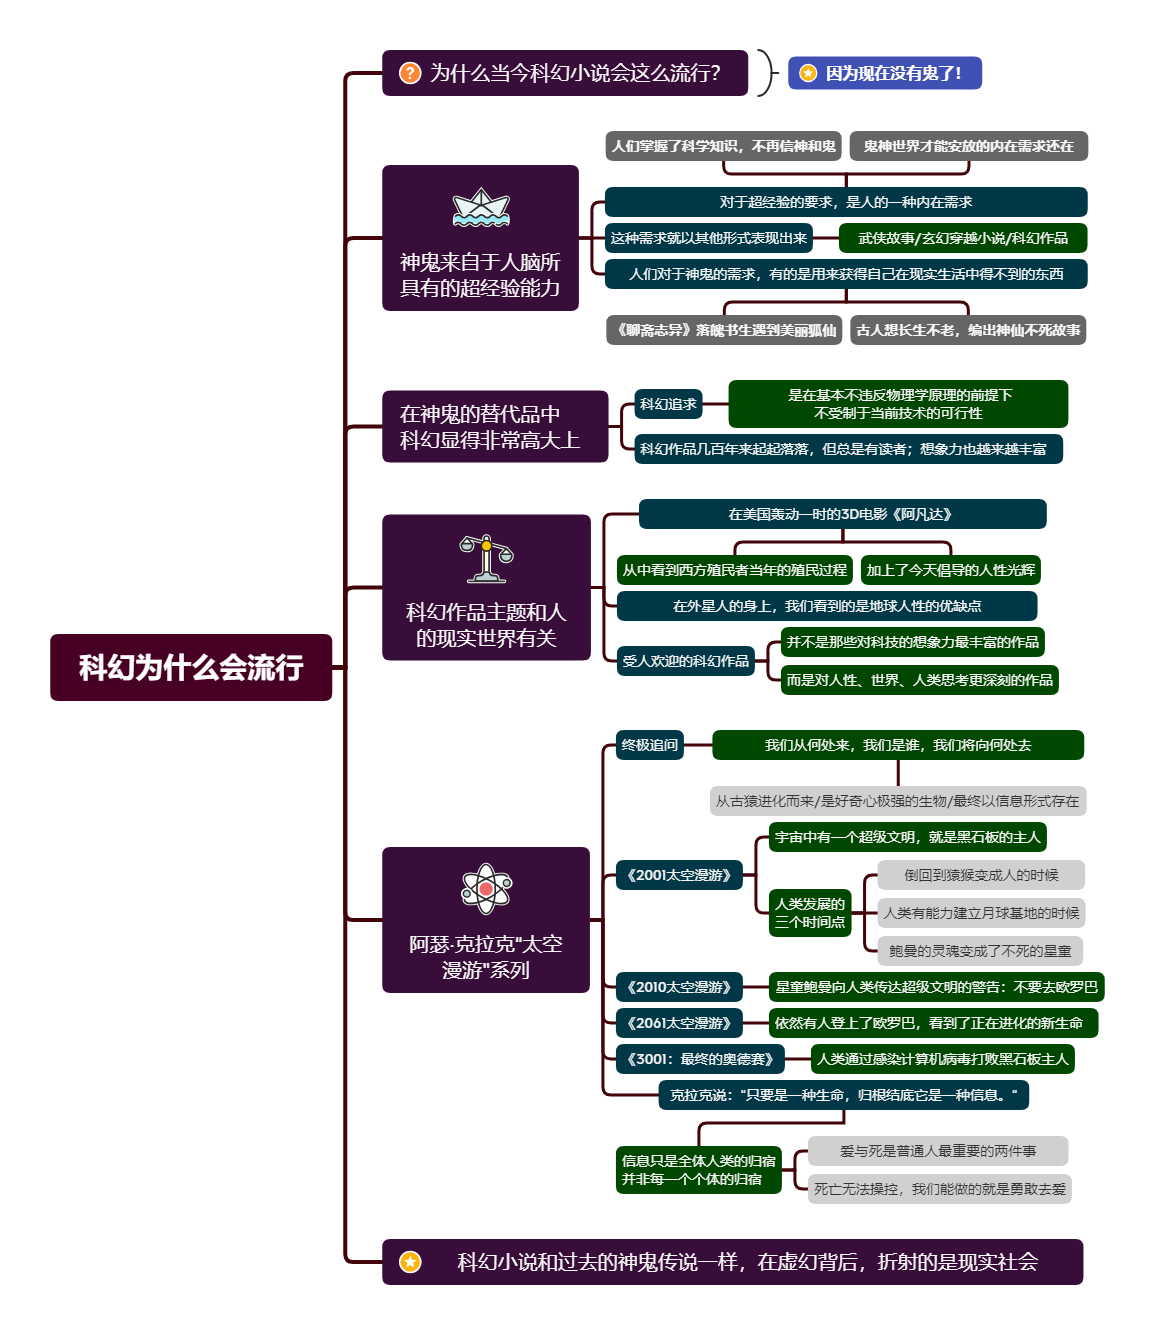 科幻为什么会流行
为什么当今科幻小说会这么流行？
因为现在没有鬼了！
神鬼来自于人脑所
具有的超经验能力
人们掌握了科学知识，不再信神和鬼
鬼神世界才能安放的内在需求还在
对于超经验的要求，是人的一种内在需求
这种需求就以其他形式表现出来
武侠故事/玄幻穿越小说/科幻作品
人们对于神鬼的需求，有的是用来获得自己在现实生活中得不到的东西
《聊斋志异》落魄书生遇到美丽狐仙
古人想长生不老，编出神仙不死故事
在神鬼的替代品中
科幻显得非常高大上
科幻追求
是在基本不违反物理学原理的前提下
不受制于当前技术的可行性
科幻作品几百年来起起落落，但总是有读者；想象力也越来越丰富
科幻作品主题和人
的现实世界有关
在美国轰动一时的3D电影《阿凡达》
从中看到西方殖民者当年的殖民过程
加上了今天倡导的人性光辉
在外星人的身上，我们看到的是地球人性的优缺点
受人欢迎的科幻作品
并不是那些对科技的想象力最丰富的作品
而是对人性、世界、人类思考更深刻的作品
阿瑟·克拉克"太空
漫游"系列
终极追问
我们从何处来，我们是谁，我们将向何处去
从古猿进化而来/是好奇心极强的生物/最终以信息形式存在
《2001太空漫游》
宇宙中有一个超级文明，就是黑石板的主人
人类发展的
三个时间点
倒回到猿猴变成人的时候
人类有能力建立月球基地的时候
鲍曼的灵魂变成了不死的星童
《2010太空漫游》
星童鲍曼向人类传达超级文明的警告：不要去欧罗巴
《2061太空漫游》
依然有人登上了欧罗巴，看到了正在进化的新生命
《3001：最终的奥德赛》
人类通过感染计算机病毒打败黑石板主人
克拉克说："只要是一种生命，归根结底它是一种信息。"
信息只是全体人类的归宿
并非每一个个体的归宿
爱与死是普通人最重要的两件事
死亡无法操控，我们能做的就是勇敢去爱
科幻小说和过去的神鬼传说一样，在虚幻背后，折射的是现实社会